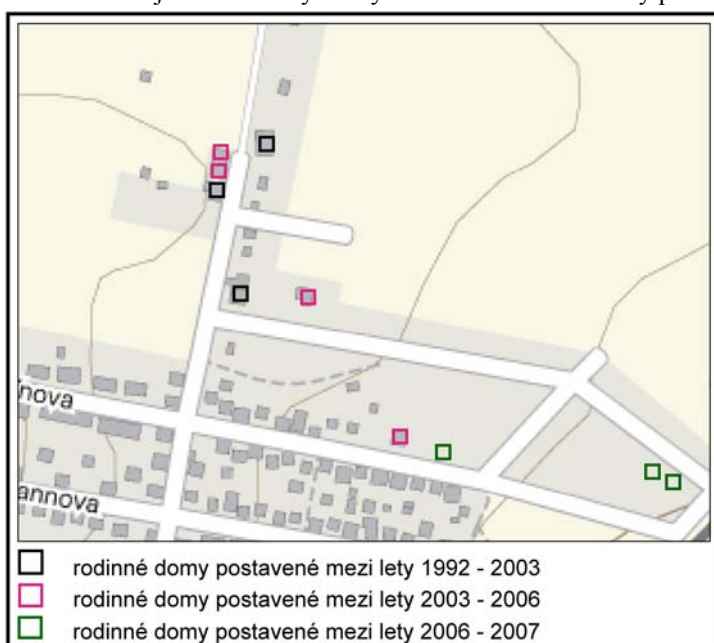 ínova
annova
rodinné domy postavené mezi lety 1992 - 2003
rodinné domy postavené mezi lety 2003 - 2006
rodinné domy postavené mezi lety 2006 - 2007